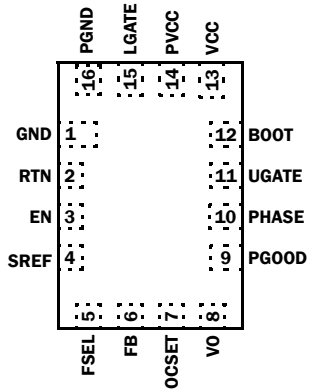 PGND LGATE PVCC VCC
16 15 14 13
GND 1 12 BOOT
RTN 2 11 UGATE
EN 3 10 PHASE
SREF 4 9 PGOOD
5 6 7 8
FSEL FB OCSET VO